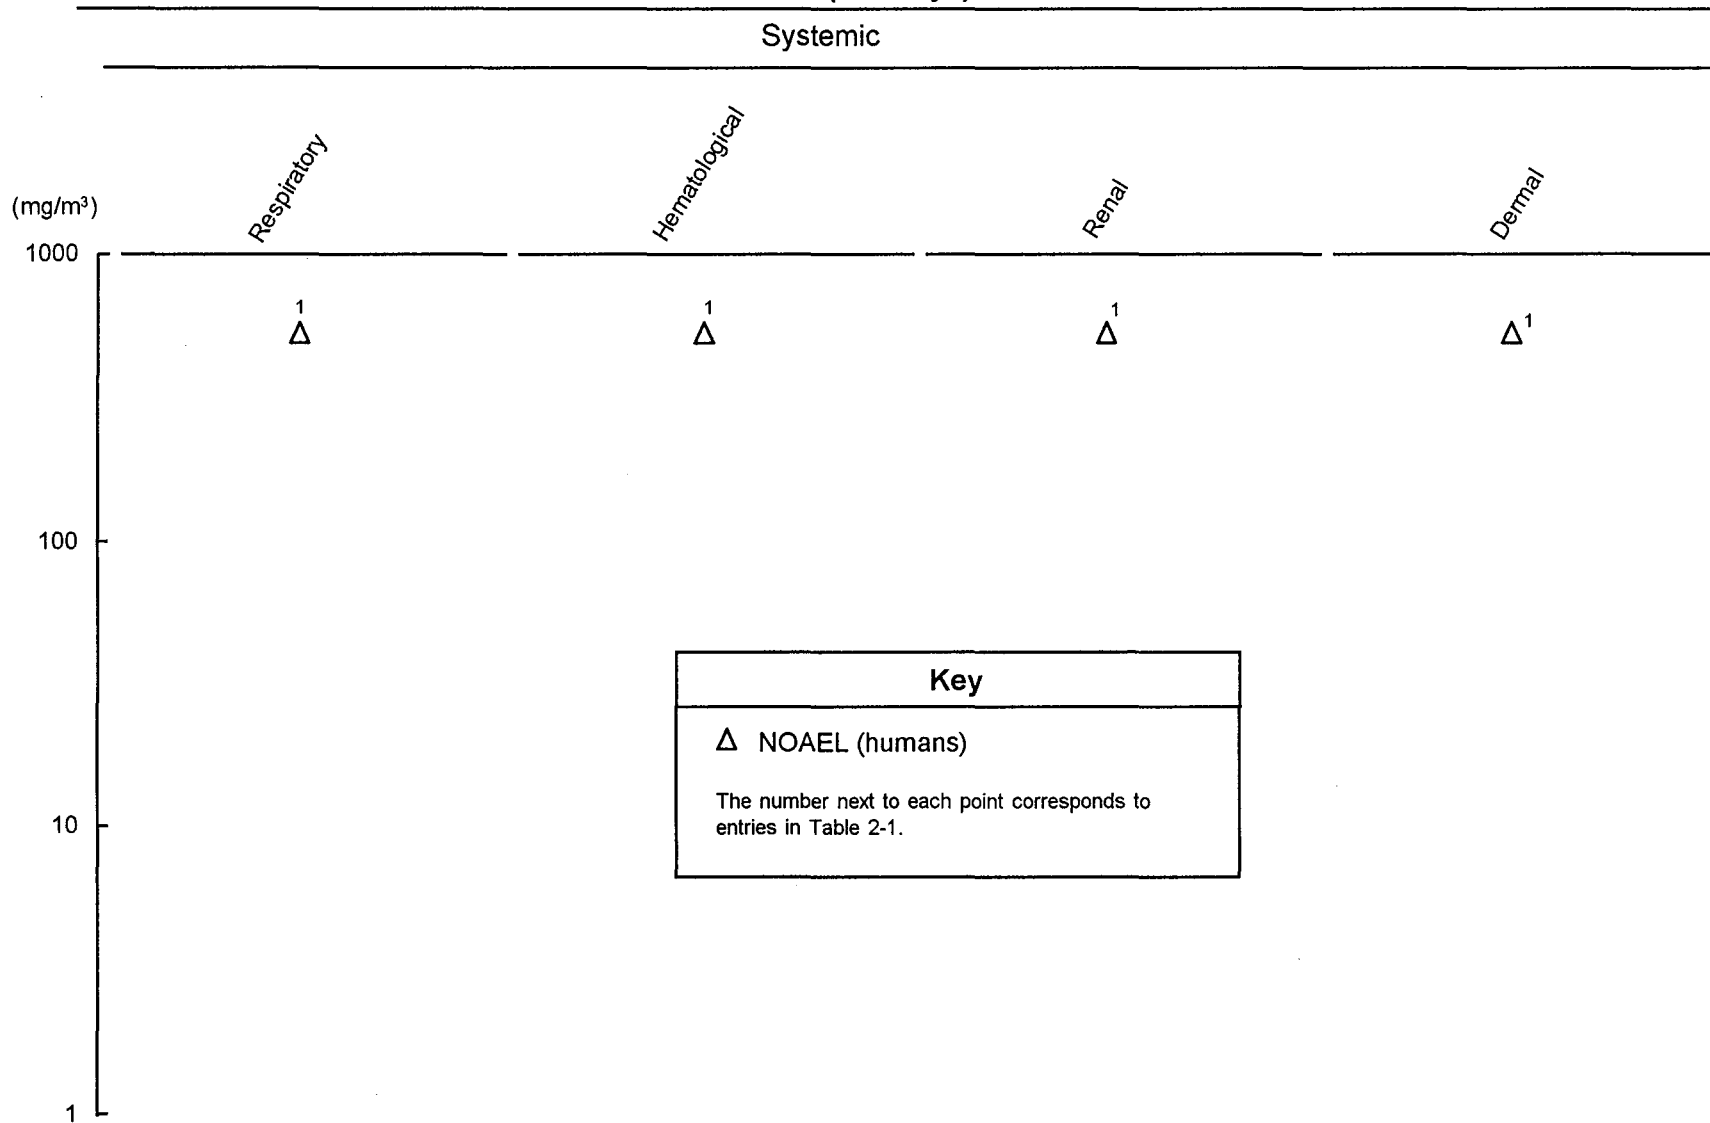 Systemic
Respiratory
Hematological
Renal
Dermal
(mg/m³)
1000
1
1
1
1
Δ
Δ
Δ
Δ
100
10
1
Key
Δ NOAEL (humans)
The number next to each point corresponds to
entries in Table 2-1.